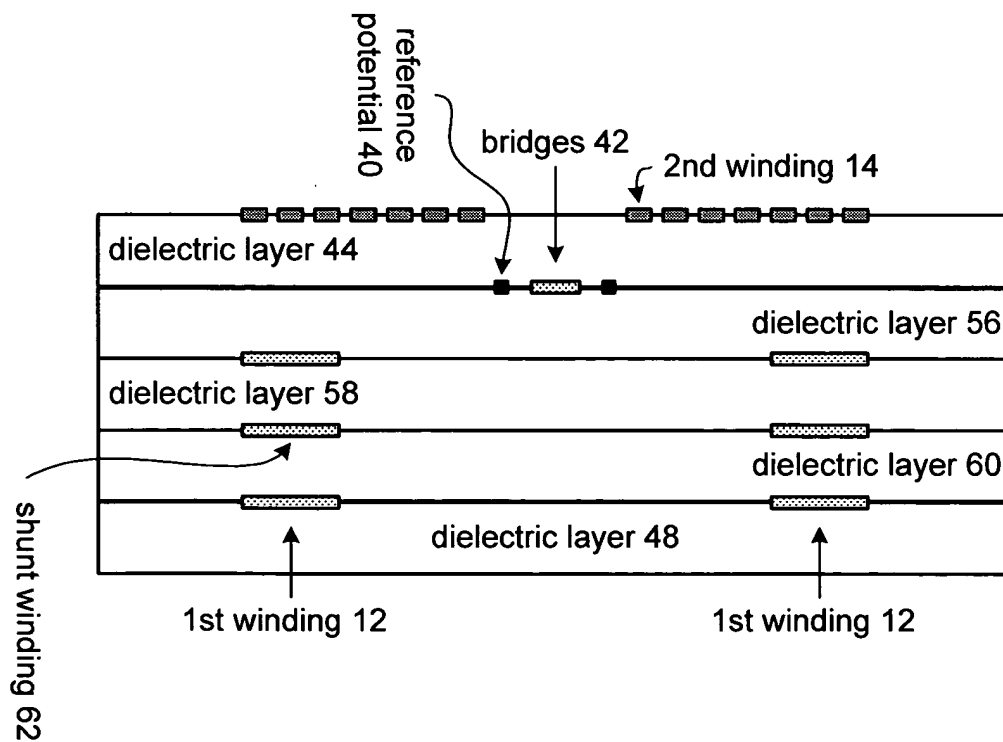 reference
potential 40
bridges 42
2nd winding 14
dielectric layer 44
dielectric layer 56
dielectric layer 58
dielectric layer 60
dielectric layer 48
shunt winding 62
1st winding 12
1st winding 12